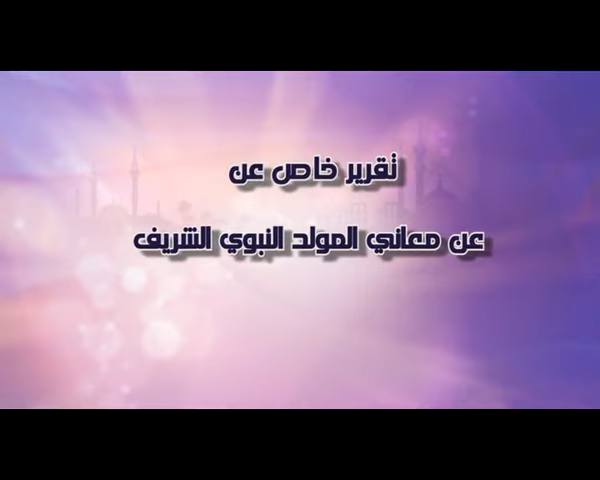 تقرير خاص عن
عن معاني المولد النبوي الشريف